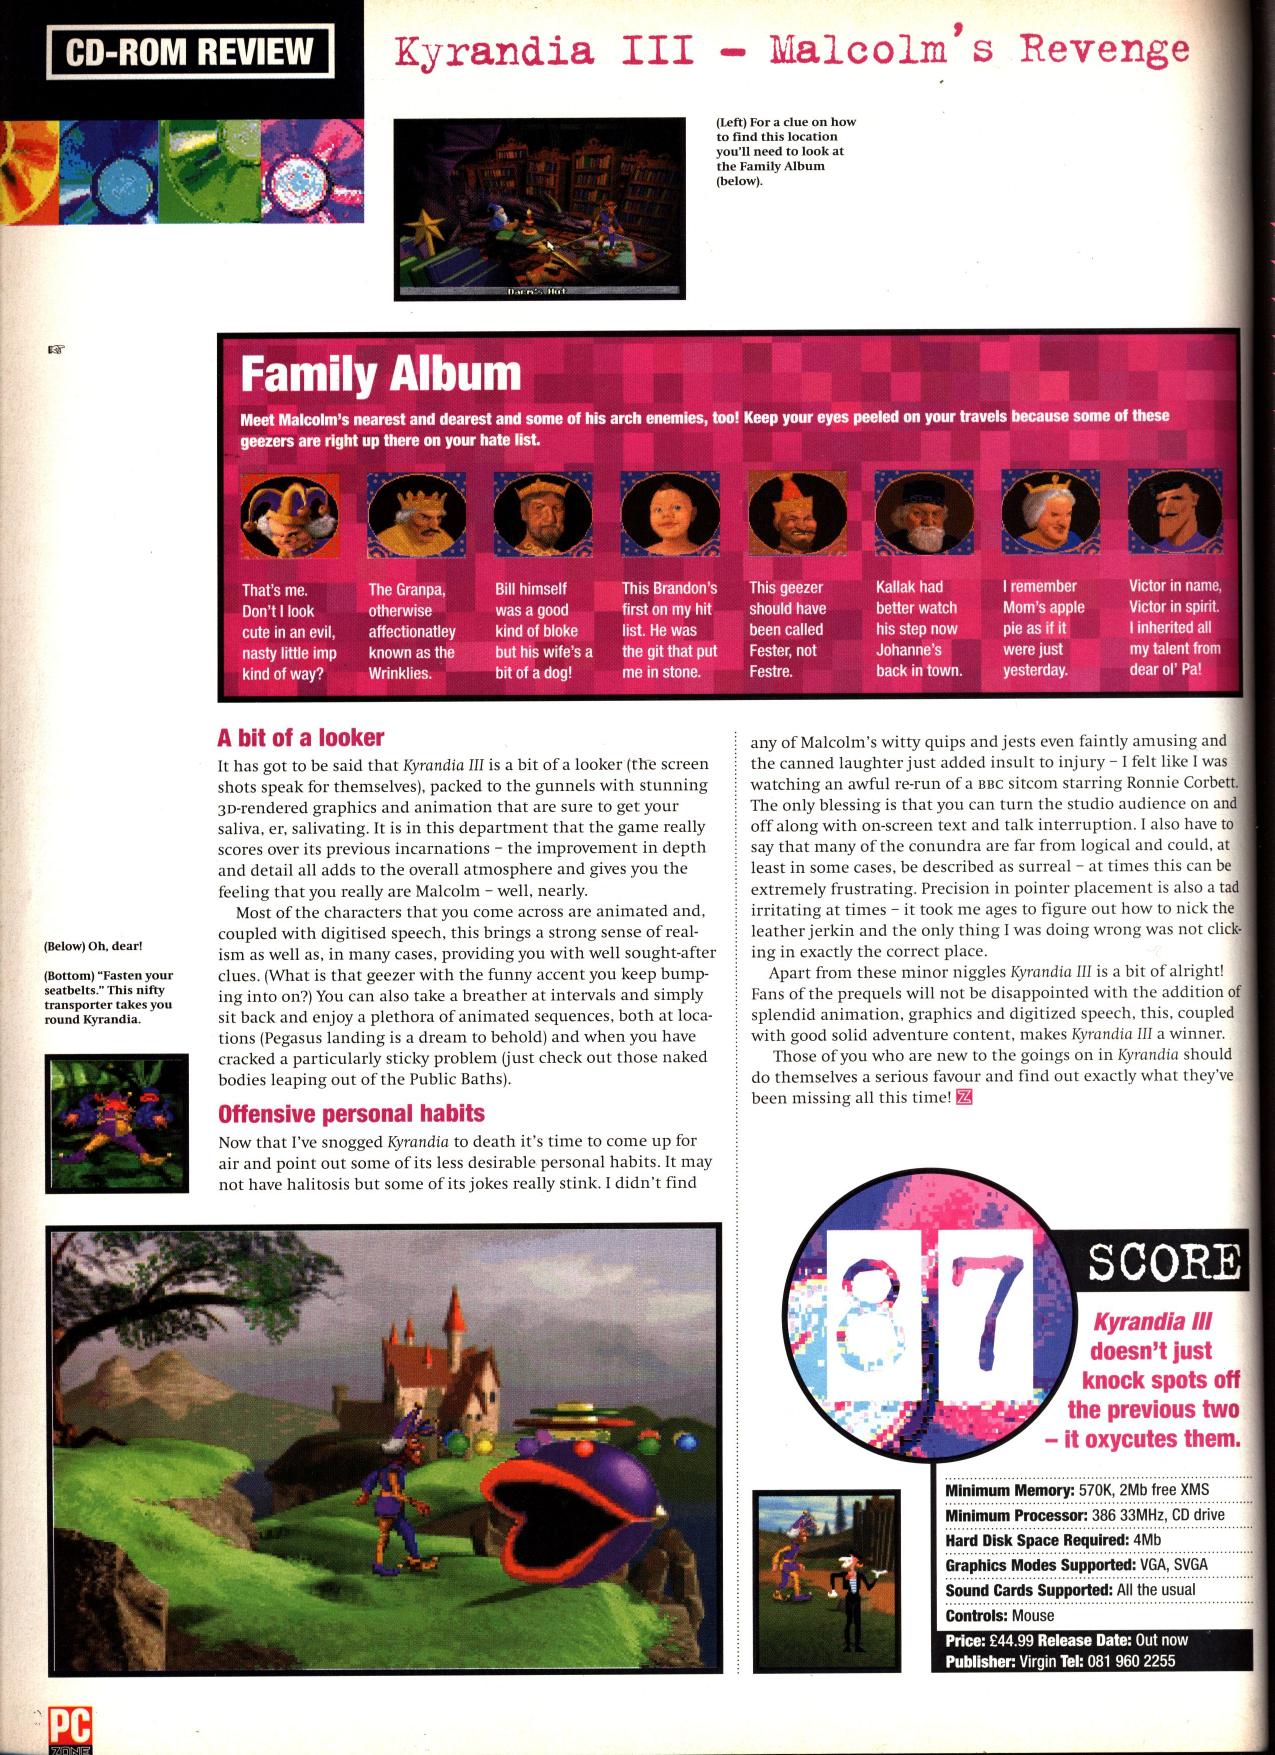 CD-ROM REVIEW
Kyrandia III – Malcolm's Revenge
(Left) For a clue on how
to find this location
you'll need to look at
the Family Album
(below).
Darm's Hut
Family Album
Meet Malcolm's nearest and dearest and some of his arch enemies, too! Keep your eyes peeled on your travels because some of these
geezers are right up there on your hate list.
That's me.
Don't I look
cute in an evil,
nasty little imp
kind of way?
The Granpa,
otherwise
affectionatley
known as the
Wrinklies.
Bill himself
was a good
kind of bloke
but his wife's a
bit of a dog!
This Brandon's
first on my hit
list. He was
the git that put
me in stone.
This geezer
should have
been called
Fester, not
Festre.
Kallak had
better watch
his step now
Johanne's
back in town.
I remember
Mom's apple
pie as if it
were just
yesterday.
Victor in name,
Victor in spirit.
I inherited all
my talent from
dear ol' Pa!
A bit of a looker
It has got to be said that Kyrandia III is a bit of a looker (the screen
shots speak for themselves), packed to the gunnels with stunning
3D-rendered graphics and animation that are sure to get your
saliva, er, salivating. It is in this department that the game really
scores over its previous incarnations – the improvement in depth
and detail all adds to the overall atmosphere and gives you the
feeling that you really are Malcolm – well, nearly.
Most of the characters that you come across are animated and,
coupled with digitised speech, this brings a strong sense of real-
ism as well as, in many cases, providing you with well sought-after
clues. (What is that geezer with the funny accent you keep bump-
ing into on?) You can also take a breather at intervals and simply
sit back and enjoy a plethora of animated sequences, both at loca-
tions (Pegasus landing is a dream to behold) and when you have
cracked a particularly sticky problem (just check out those naked
bodies leaping out of the Public Baths).
Offensive personal habits
Now that I've snogged Kyrandia to death it's time to come up for
air and point out some of its less desirable personal habits. It may
not have halitosis but some of its jokes really stink. I didn't find
any of Malcolm's witty quips and jests even faintly amusing and
the canned laughter just added insult to injury – I felt like I was
watching an awful re-run of a BBC sitcom starring Ronnie Corbett.
The only blessing is that you can turn the studio audience on and
off along with on-screen text and talk interruption. I also have to
say that many of the conundra are far from logical and could, at
least in some cases, be described as surreal – at times this can be
extremely frustrating. Precision in pointer placement is also a tad
irritating at times – it took me ages to figure out how to nick the
leather jerkin and the only thing I was doing wrong was not click-
ing in exactly the correct place.
Apart from these minor niggles Kyrandia III is a bit of alright!
Fans of the prequels will not be disappointed with the addition of
splendid animation, graphics and digitized speech, this, coupled
with good solid adventure content, makes Kyrandia III a winner.
Those of you who are new to the goings on in Kyrandia should
do themselves a serious favour and find out exactly what they've
been missing all this time! Z
(Below) Oh, dear!
(Bottom) "Fasten your
seatbelts." This nifty
transporter takes you
round Kyrandia.
87
SCORE
Kyrandia III
doesn't just
knock spots off
the previous two
– it oxycutes them.
Minimum Memory: 570K, 2Mb free XMS
Minimum Processor: 386 33MHz, CD drive
Hard Disk Space Required: 4Mb
Graphics Modes Supported: VGA, SVGA
Sound Cards Supported: All the usual
Controls: Mouse
Price: £44.99 Release Date: Out now
Publisher: Virgin Tel: 081 960 2255
PC
ZONE